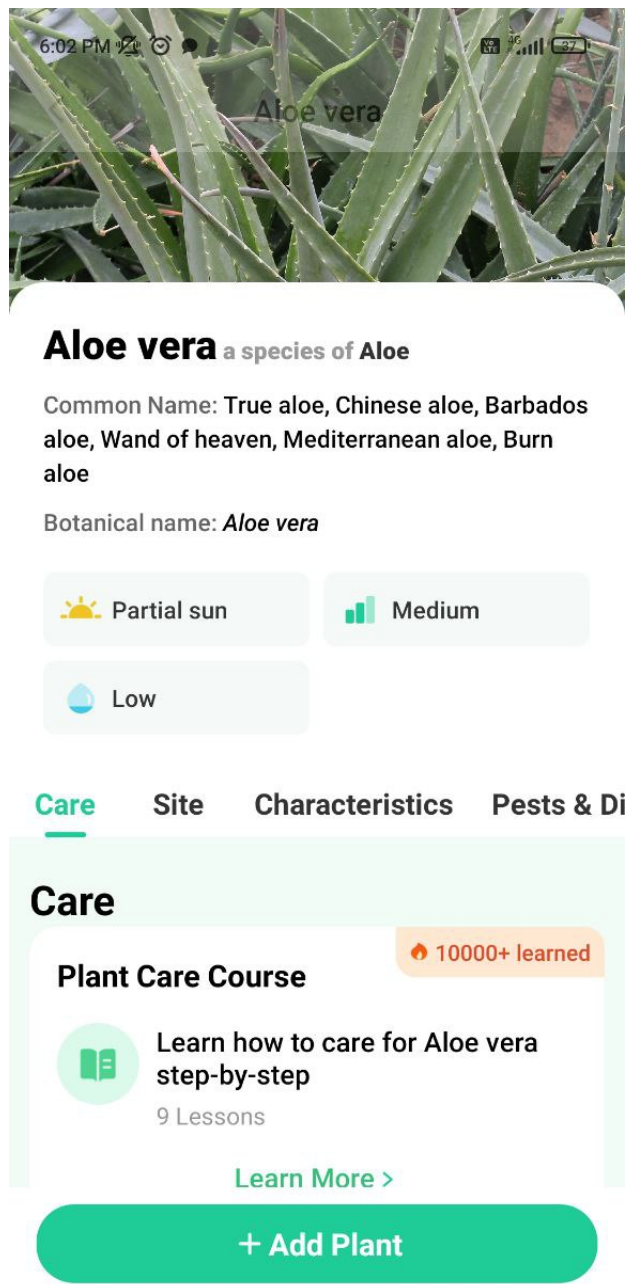 6:02 PM
VoLTE 4G 37
Aloe vera
Aloe vera a species of Aloe
Common Name: True aloe, Chinese aloe, Barbados
aloe, Wand of heaven, Mediterranean aloe, Burn
aloe
Botanical name: Aloe vera
Partial sun
Medium
Low
Care Site Characteristics Pests & Di
Care
10000+ learned
Plant Care Course
Learn how to care for Aloe vera
step-by-step
9 Lessons
Learn More >
+ Add Plant